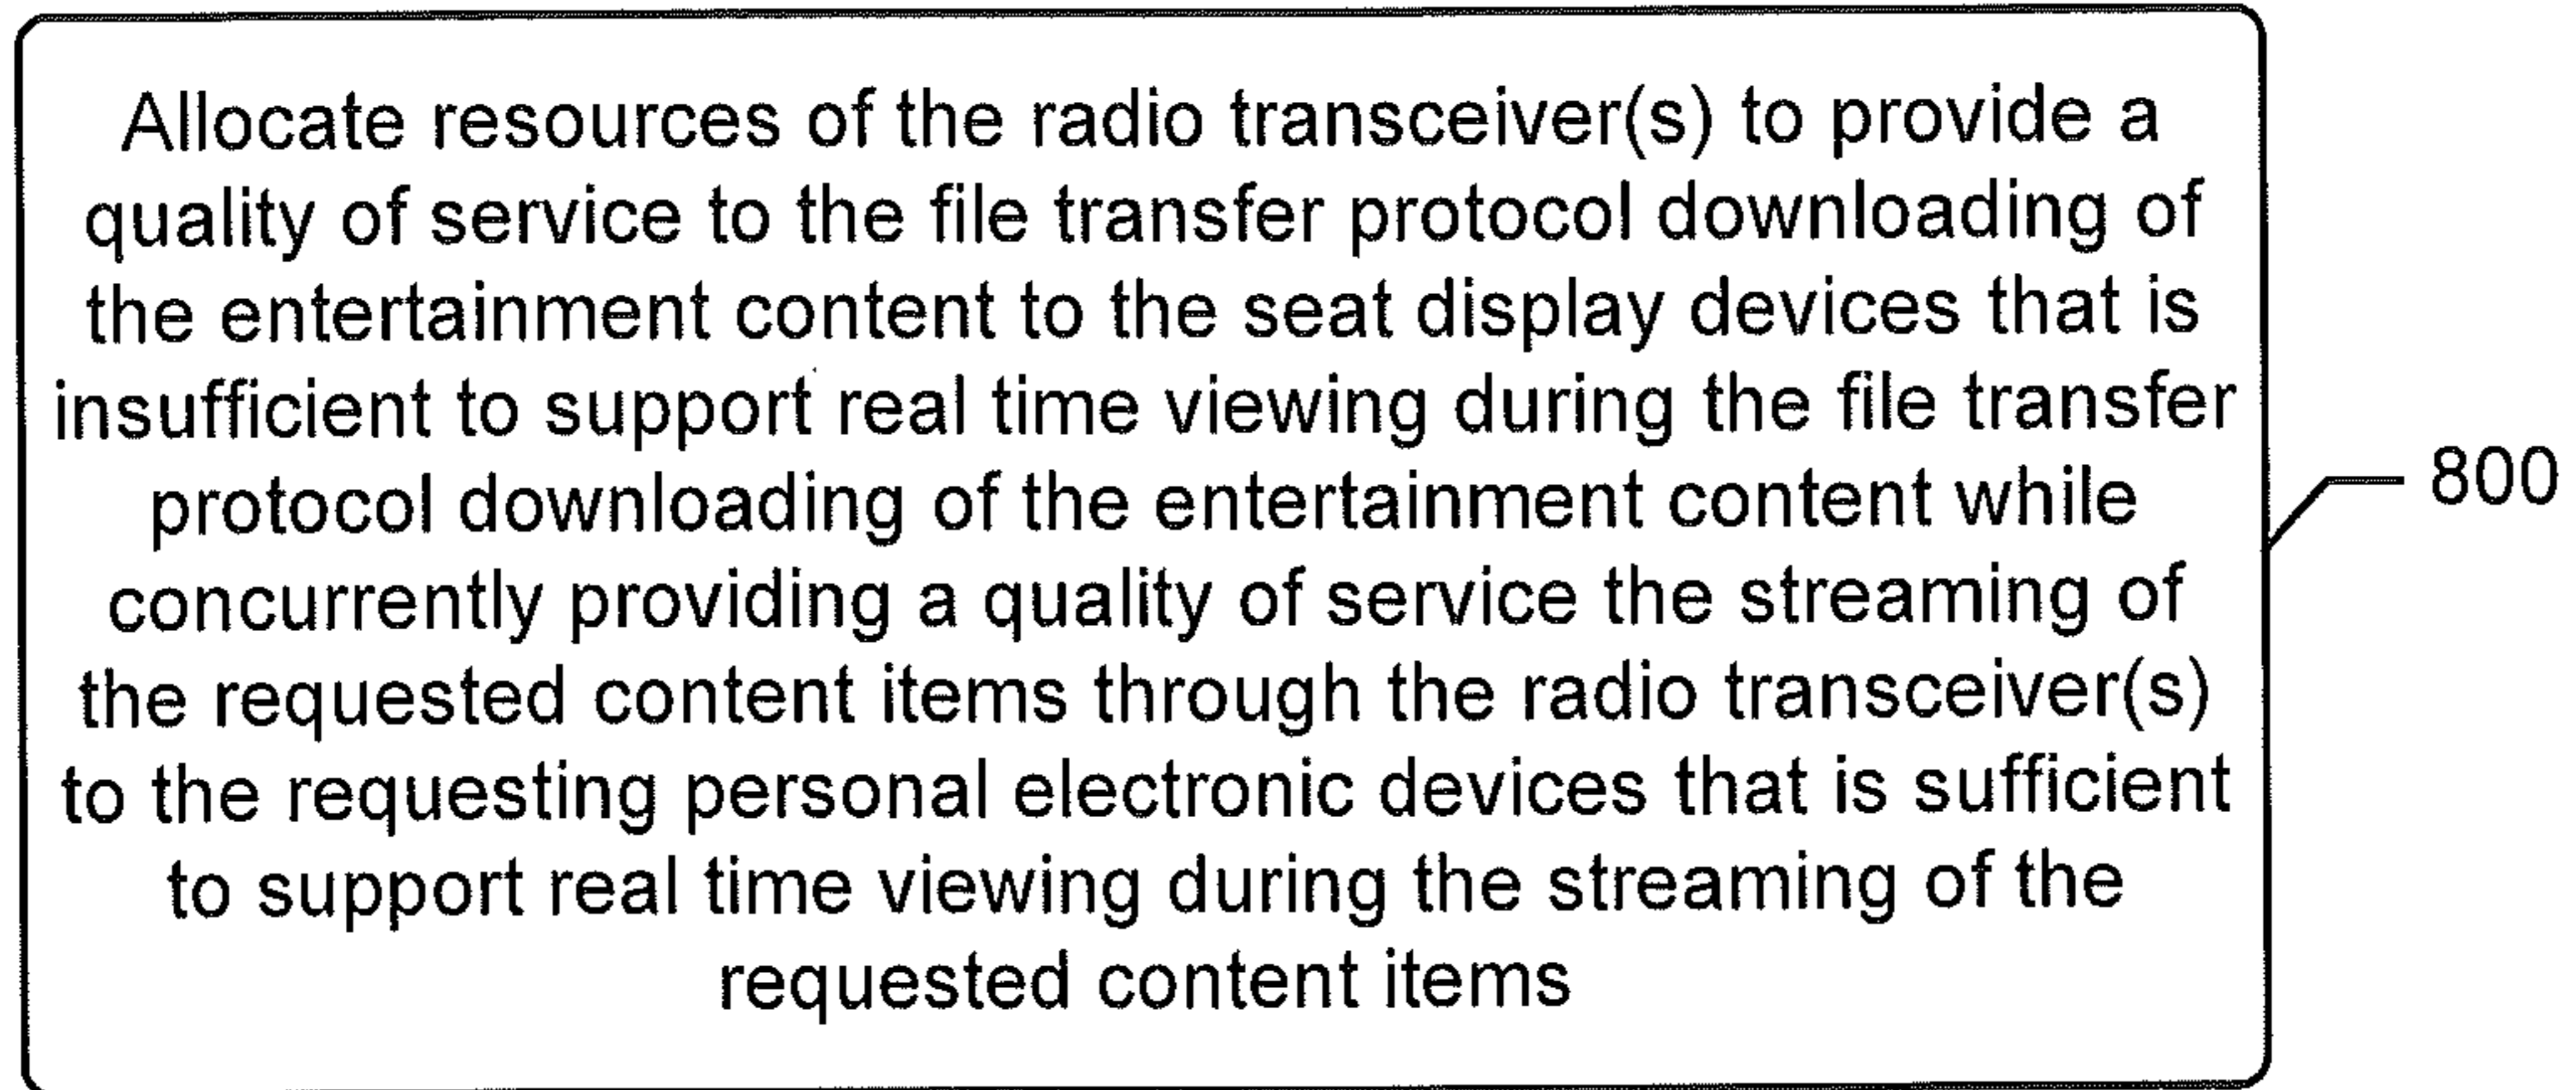 Allocate resources of the radio transceiver(s) to provide a
quality of service to the file transfer protocol downloading of
the entertainment content to the seat display devices that is
insufficient to support real time viewing during the file transfer
protocol downloading of the entertainment content while
concurrently providing a quality of service the streaming of
the requested content items through the radio transceiver(s)
to the requesting personal electronic devices that is sufficient
to support real time viewing during the streaming of the
requested content items
800